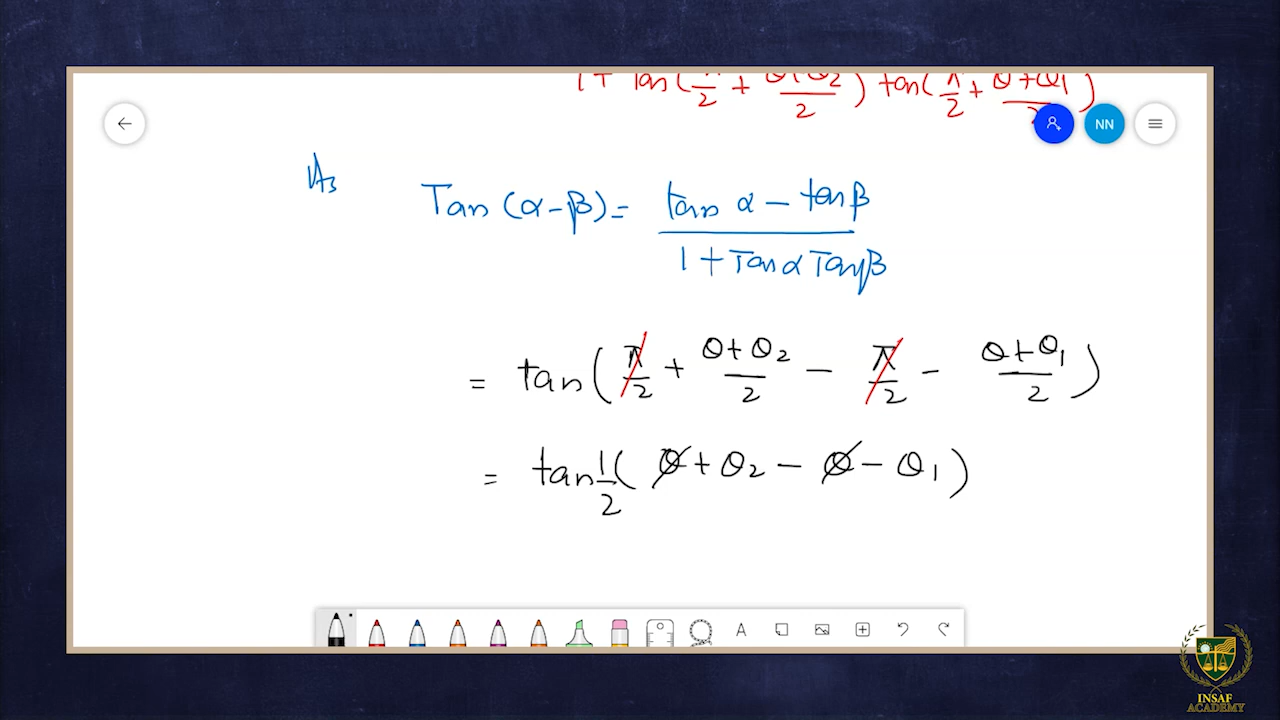 1 + Tan(π/2 + (θ+θ2)/2) tan(π/2 + (θ+θ1)/2)
NN
As
Tan (α-β) = (tan α - tan β)/(1 + Tan α Tan β)
= tan(π/2 + (θ+θ2)/2 - π/2 - (θ+θ1)/2)
= tan 1/2 (θ + θ2 - θ - θ1)
A
INSAF
ACADEMY